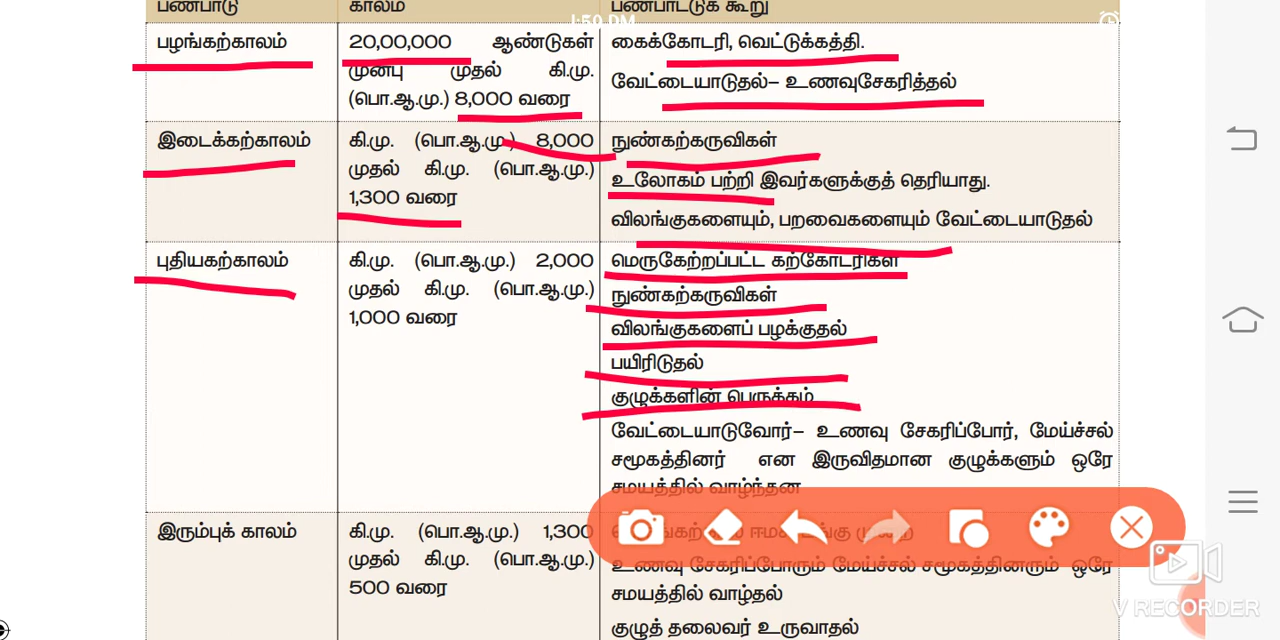 பண்பாடு காலம் பண்பாட்டுக் கூறு
1:50 PM
பழங்கற்காலம்
20,00,000 ஆண்டுகள்
முன்பு முதல் கி.மு.
(பொ.ஆ.மு.) 8,000 வரை
கைக்கோடரி, வெட்டுக்கத்தி.
வேட்டையாடுதல்– உணவுசேகரித்தல்
இடைக்கற்காலம்
கி.மு. (பொ.ஆ.மு.) 8,000
முதல் கி.மு. (பொ.ஆ.மு.)
1,300 வரை
நுண்கற்கருவிகள்
உலோகம் பற்றி இவர்களுக்குத் தெரியாது.
விலங்குகளையும், பறவைகளையும் வேட்டையாடுதல்
புதியகற்காலம்
கி.மு. (பொ.ஆ.மு.) 2,000
முதல் கி.மு. (பொ.ஆ.மு.)
1,000 வரை
மெருகேற்றப்பட்ட கற்கோடரிகள்
நுண்கற்கருவிகள்
விலங்குகளைப் பழக்குதல்
பயிரிடுதல்
குழுக்களின் பெருக்கம்
வேட்டையாடுவோர்– உணவு சேகரிப்போர், மேய்ச்சல்
சமூகத்தினர் என இருவிதமான குழுக்களும் ஒரே
சமயத்தில் வாழ்ந்தன
இரும்புக் காலம்
கி.மு. (பொ.ஆ.மு.) 1,300
முதல் கி.மு. (பொ.ஆ.மு.)
500 வரை
உணவு சேகரிப்போரும் மேய்ச்சல் சமூகத்தினரும் ஒரே
சமயத்தில் வாழ்தல்
குழுத் தலைவர் உருவாதல்
V RECORDER